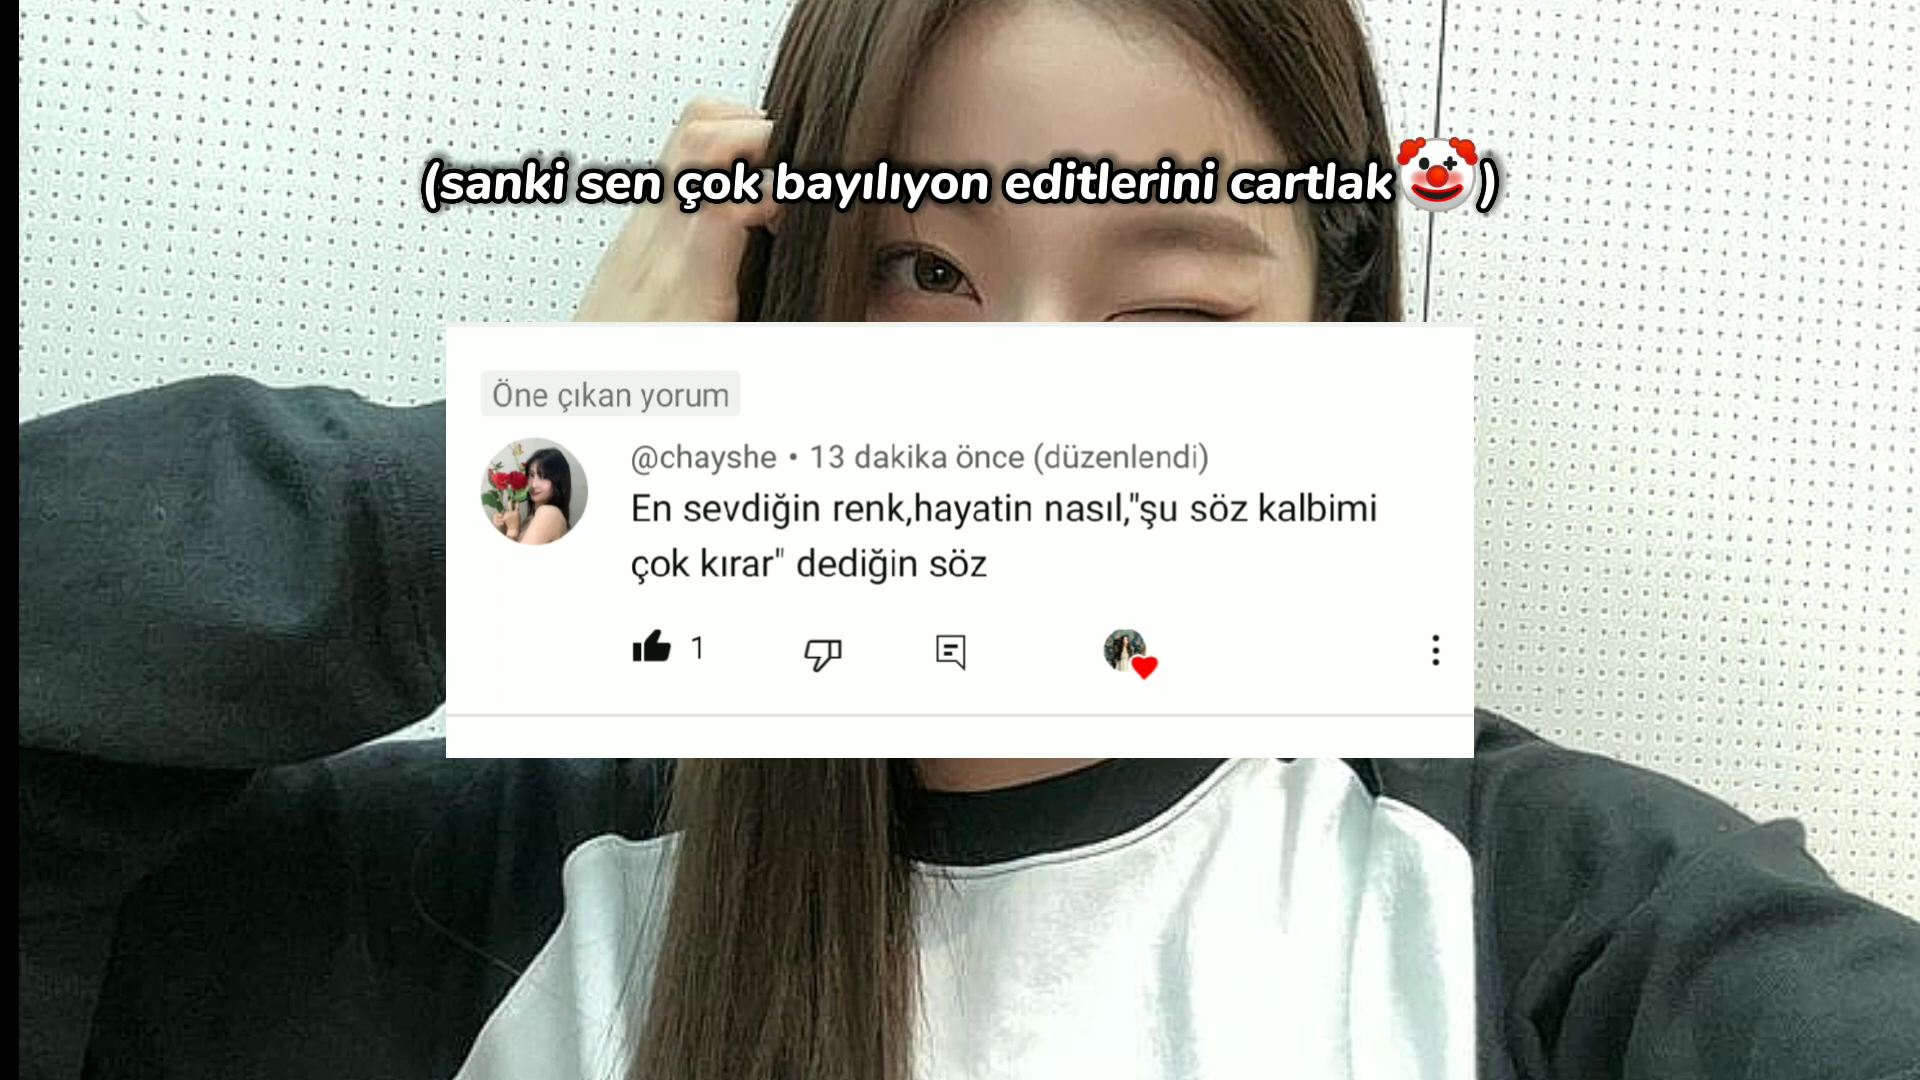 (sanki sen çok bayılıyon editlerini cartlak🤡)
Öne çıkan yorum
@chayshe • 13 dakika önce (düzenlendi)
En sevdiğin renk,hayatin nasıl,"şu söz kalbimi
çok kırar" dediğin söz
1